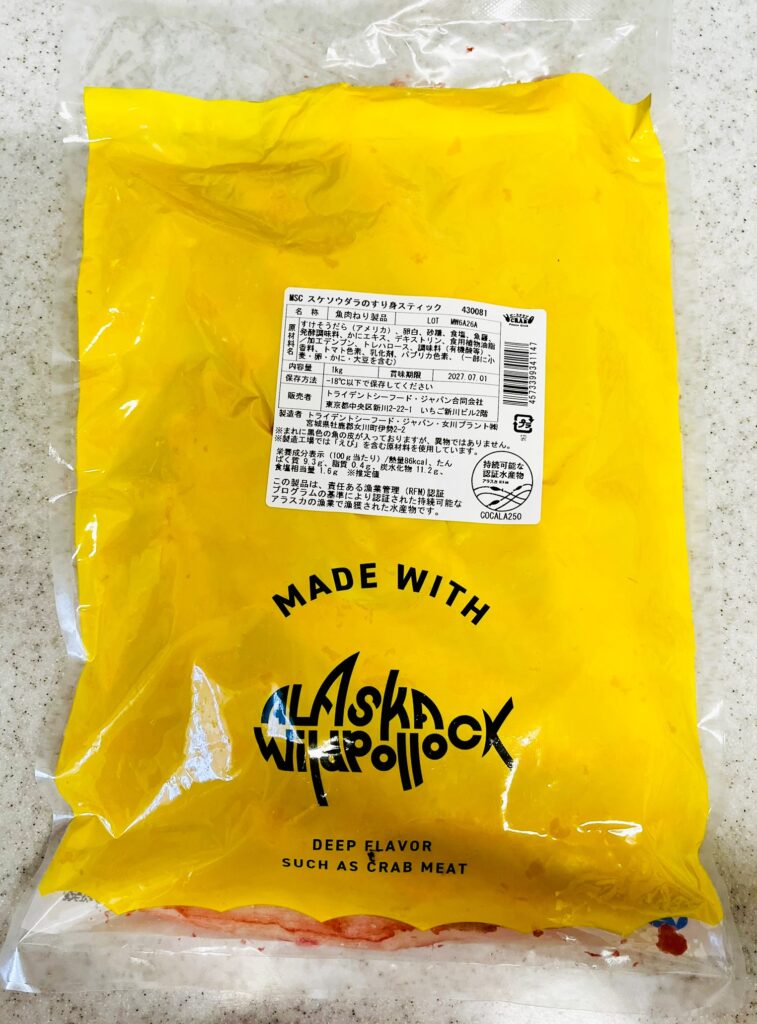 MSC スケソウダラのすり身スティック 430081
名 称 魚肉ねり製品 LOT MW6A26A
原材料名 すけそうだら（アメリカ）、卵白、砂糖、食塩、魚醤、
発酵調味料、かにエキス、デキストリン、食用植物油脂
／加工デンプン、トレハロース、調味料（有機酸等）、
香料、トマト色素、乳化剤、パプリカ色素、（一部に小
麦・卵・かに・大豆を含む）
内容量 1kg 賞味期限 2027.07.01
保存方法 -18℃以下で保存してください
販売者 トライデントシーフード・ジャパン合同会社
東京都中央区新川2-22-1 いちご新川ビル2階
製造者 トライデントシーフード・ジャパン・女川プラント㈱
宮城県牡鹿郡女川町伊勢2-2
※まれに黒色の魚の皮が入っておりますが、異物ではありません。
※製造工場では「えび」を含む原材料を使用しています。
栄養成分表示（100g当たり）/熱量86kcal、たん
ぱく質 9.3g、脂質 0.4g、炭水化物 11.2g、
食塩相当量 1.6g ※推定値
この製品は、責任ある漁業管理（RFM)認証
プログラムの基準により認証された持続可能な
アラスカの漁業で漁獲された水産物です。
4573399341147
プラ
持続可能な
認証水産物
アラスカ RFM
COCALA250
MADE WITH
ALASKA
Wild Pollock
DEEP FLAVOR
SUCH AS CRAB MEAT